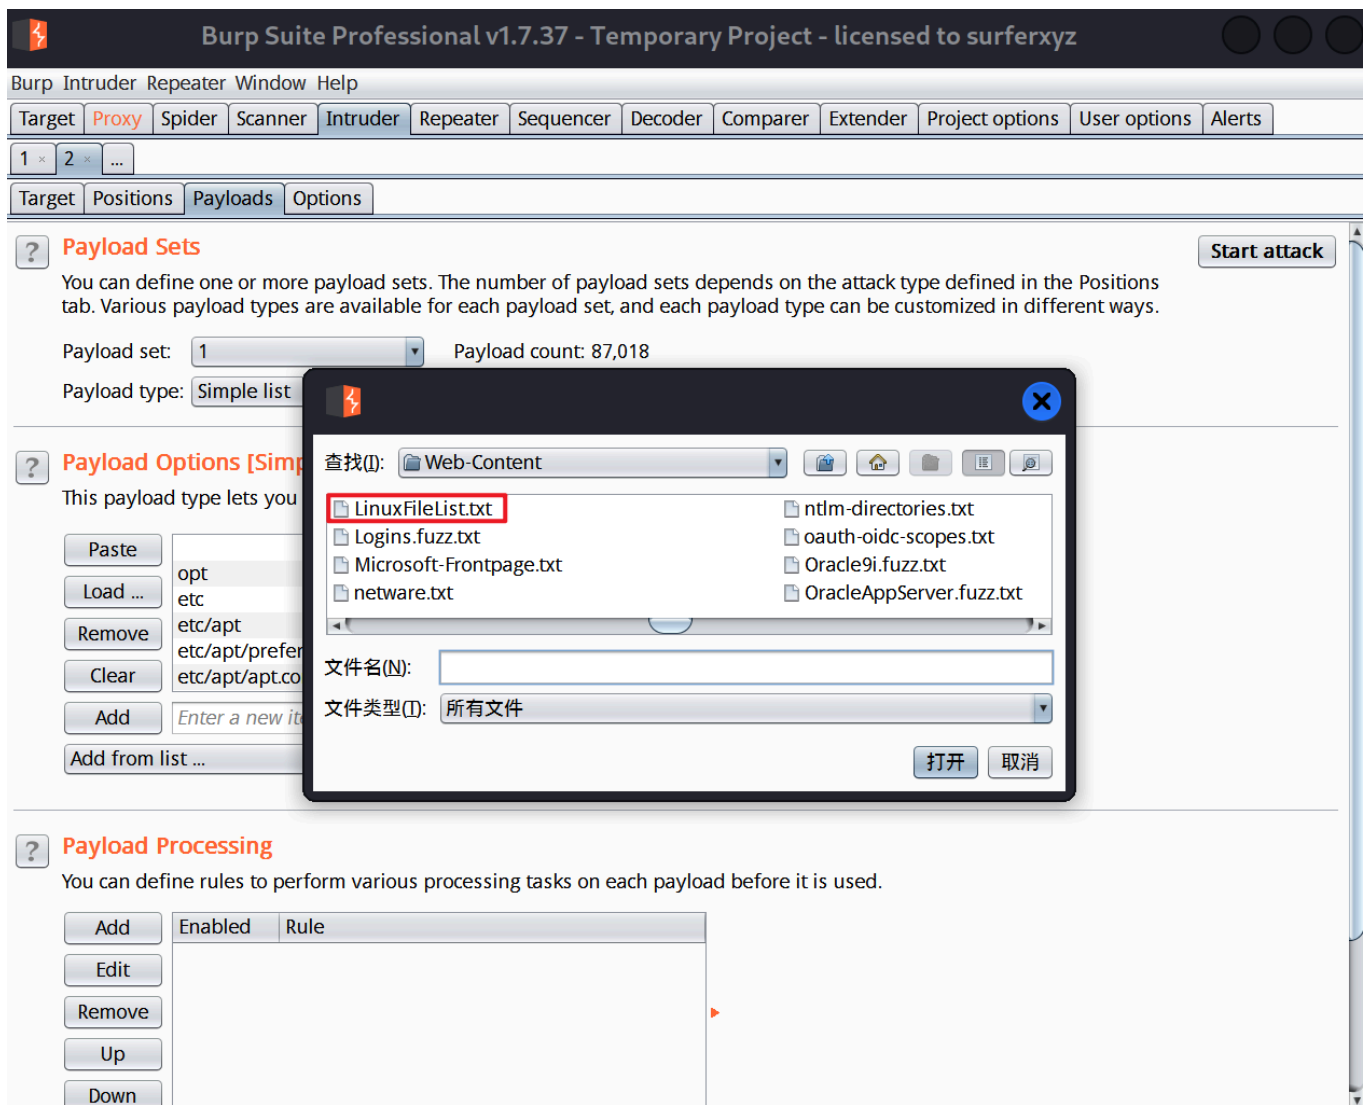 Burp Suite Professional v1.7.37 - Temporary Project - licensed to surferxyz
Burp Intruder Repeater Window Help
Target Proxy Spider Scanner Intruder Repeater Sequencer Decoder Comparer Extender Project options User options Alerts
1 × 2 × ...
Target Positions Payloads Options
? Payload Sets
Start attack
You can define one or more payload sets. The number of payload sets depends on the attack type defined in the Positions
tab. Various payload types are available for each payload set, and each payload type can be customized in different ways.
Payload set: 1 Payload count: 87,018
Payload type: Simple list
? Payload Options [Simp
This payload type lets you
Paste
Load ...
Remove
Clear
Add
opt
etc
etc/apt
etc/apt/prefer
etc/apt/apt.co
Enter a new ite
Add from list ...
查找(I): Web-Content
LinuxFileList.txt
Logins.fuzz.txt
Microsoft-Frontpage.txt
netware.txt
ntlm-directories.txt
oauth-oidc-scopes.txt
Oracle9i.fuzz.txt
OracleAppServer.fuzz.txt
文件名(N):
文件类型(T): 所有文件
打开 取消
? Payload Processing
You can define rules to perform various processing tasks on each payload before it is used.
Add
Edit
Remove
Up
Down
Enabled Rule